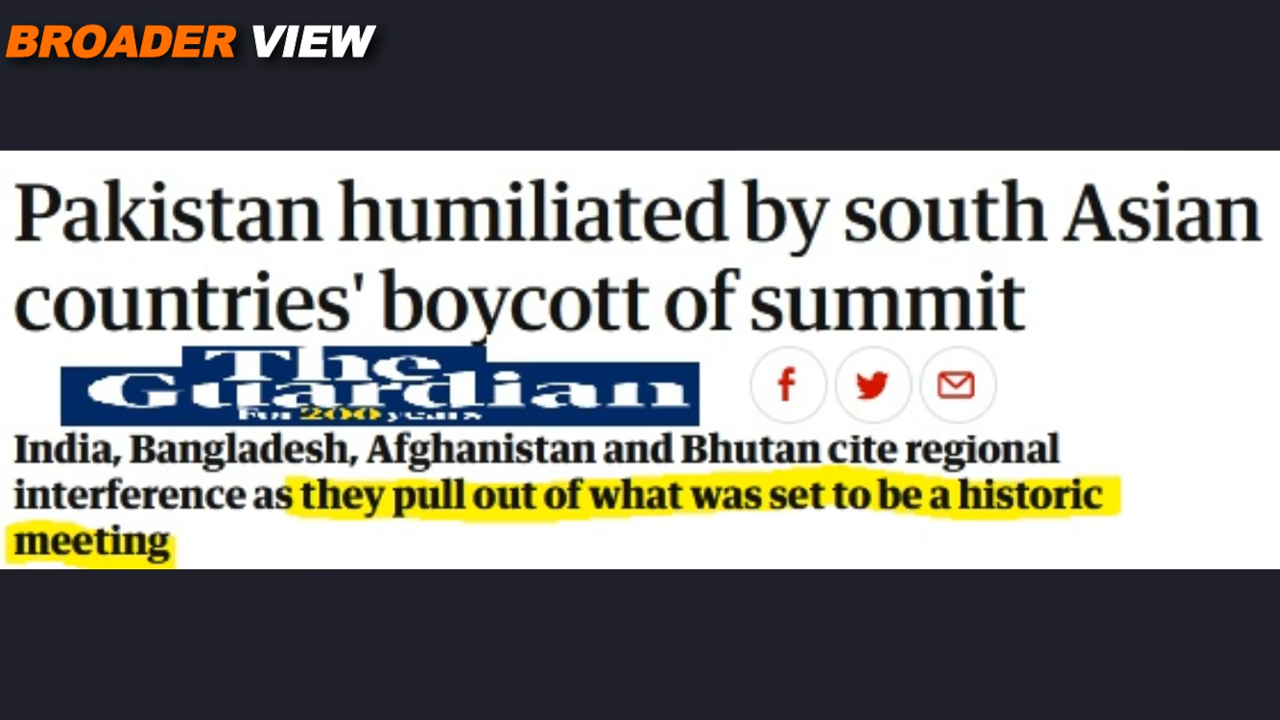 BROADER VIEW
Pakistan humiliated by south Asian
countries' boycott of summit
The
Guardian
For 200 years
India, Bangladesh, Afghanistan and Bhutan cite regional
interference as they pull out of what was set to be a historic
meeting